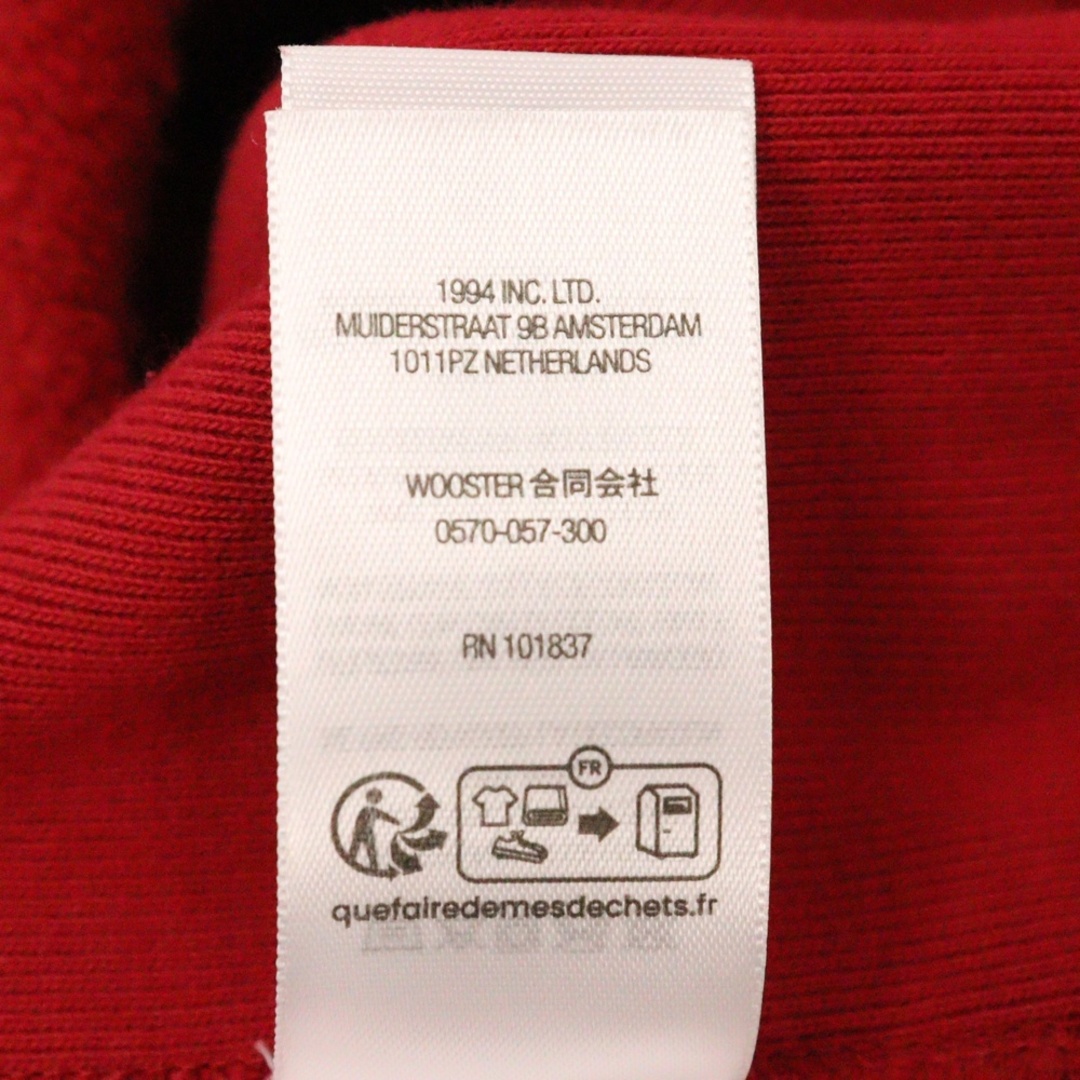 1994 INC. LTD.
MUIDERSTRAAT 9B AMSTERDAM
1011PZ NETHERLANDS
WOOSTER 合同会社
0570-057-300
RN 101837
FR
quefairedemesdechets.fr